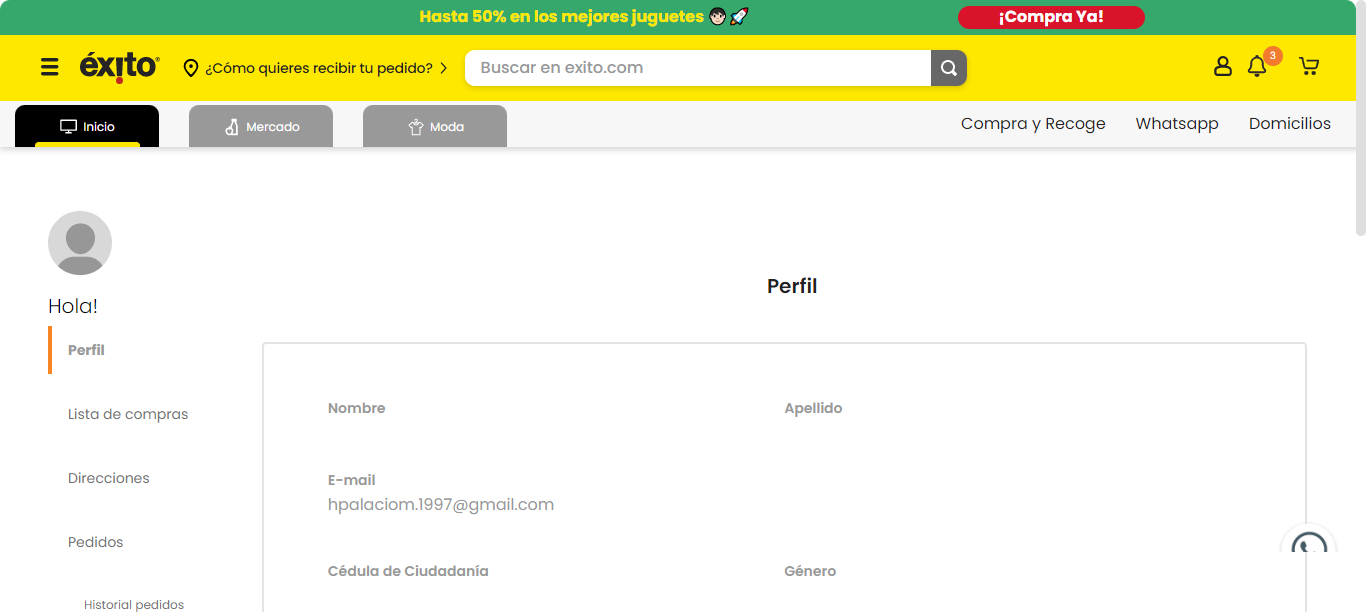 Hasta 50% en los mejores juguetes 🧑🏻🚀 ¡Compra Ya!
éxito ¿Cómo quieres recibir tu pedido? Buscar en exito.com 3
Inicio Mercado Moda Compra y Recoge Whatsapp Domicilios
Hola!
Perfil
Perfil
Lista de compras
Direcciones
Pedidos
Historial pedidos
Nombre Apellido
E-mail
hpalaciom.1997@gmail.com
Cédula de Ciudadanía Género